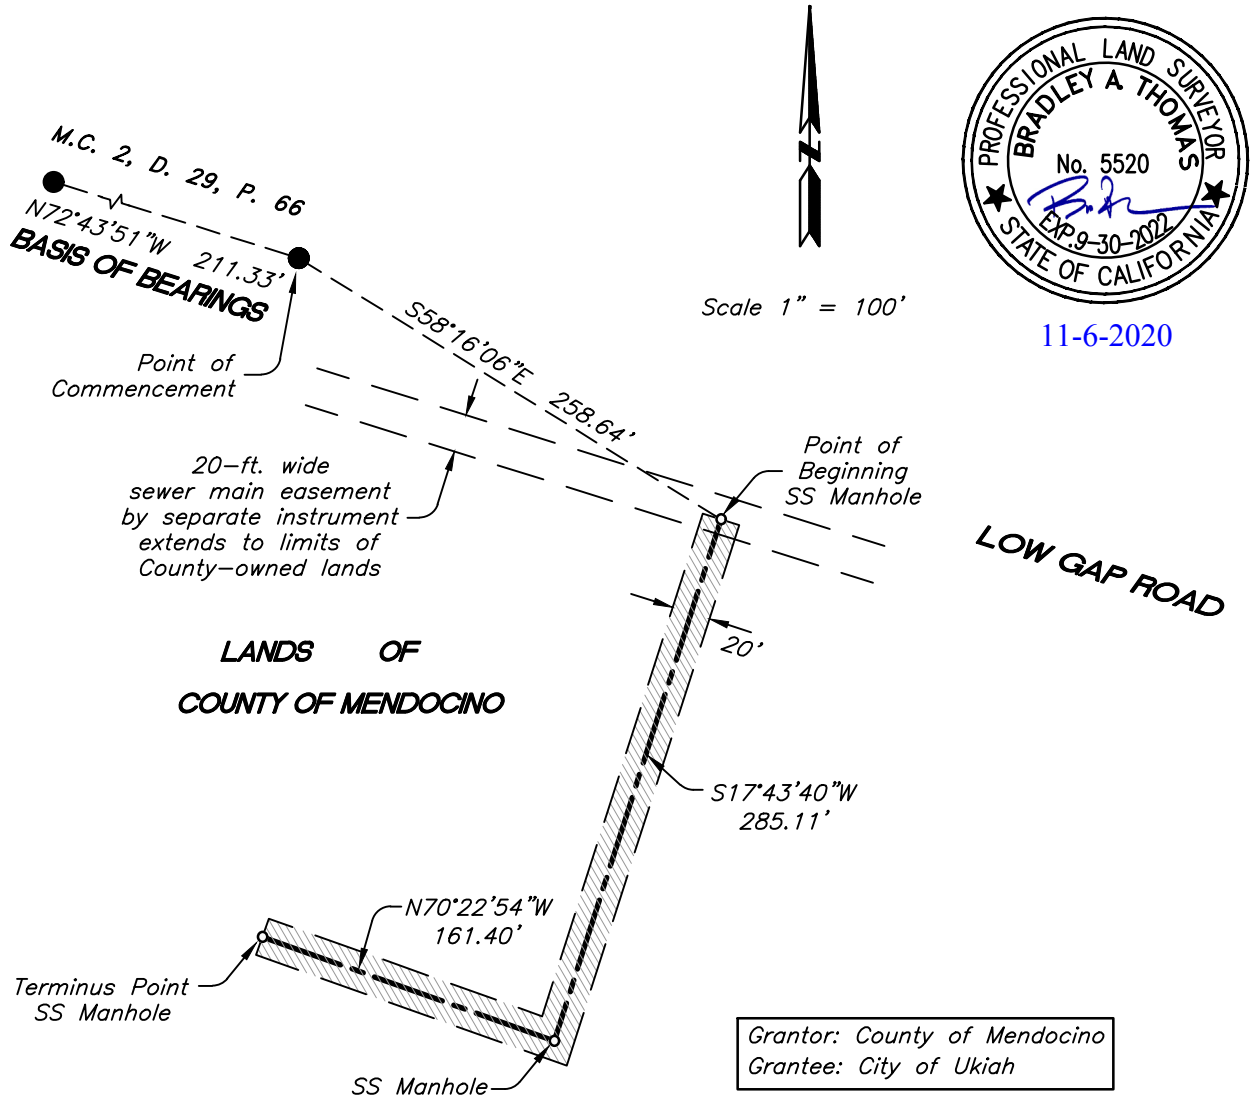 M.C. 2, D. 29, P. 66
N72°43'51"W 211.33'
BASIS OF BEARINGS
Point of
Commencement
S58°16'06"E 258.64'
N
Scale 1" = 100'
PROFESSIONAL LAND SURVEYOR
BRADLEY A. THOMAS
No. 5520
EXP.9-30-2022
STATE OF CALIFORNIA
11-6-2020
20-ft. wide
sewer main easement
by separate instrument
extends to limits of
County-owned lands
Point of
Beginning
SS Manhole
LOW GAP ROAD
LANDS OF
COUNTY OF MENDOCINO
20'
S17°43'40"W
285.11'
N70°22'54"W
161.40'
Terminus Point
SS Manhole
SS Manhole
Grantor: County of Mendocino
Grantee: City of Ukiah